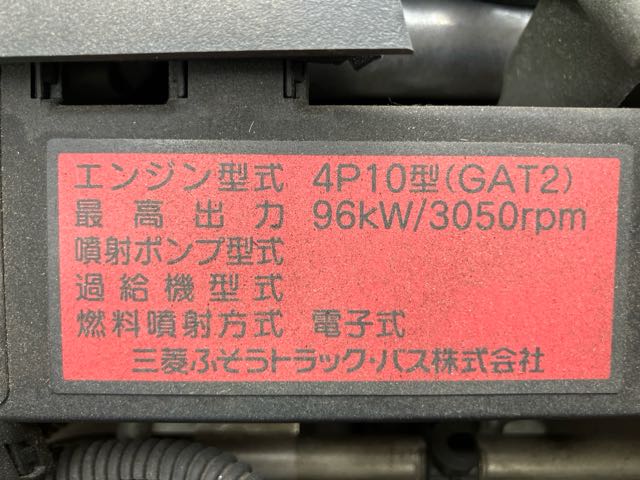 エンジン型式 4P10型(GAT2)
最高出力 96kW/3050rpm
噴射ポンプ型式
過給機型式
燃料噴射方式 電子式
三菱ふそうトラック・バス株式会社